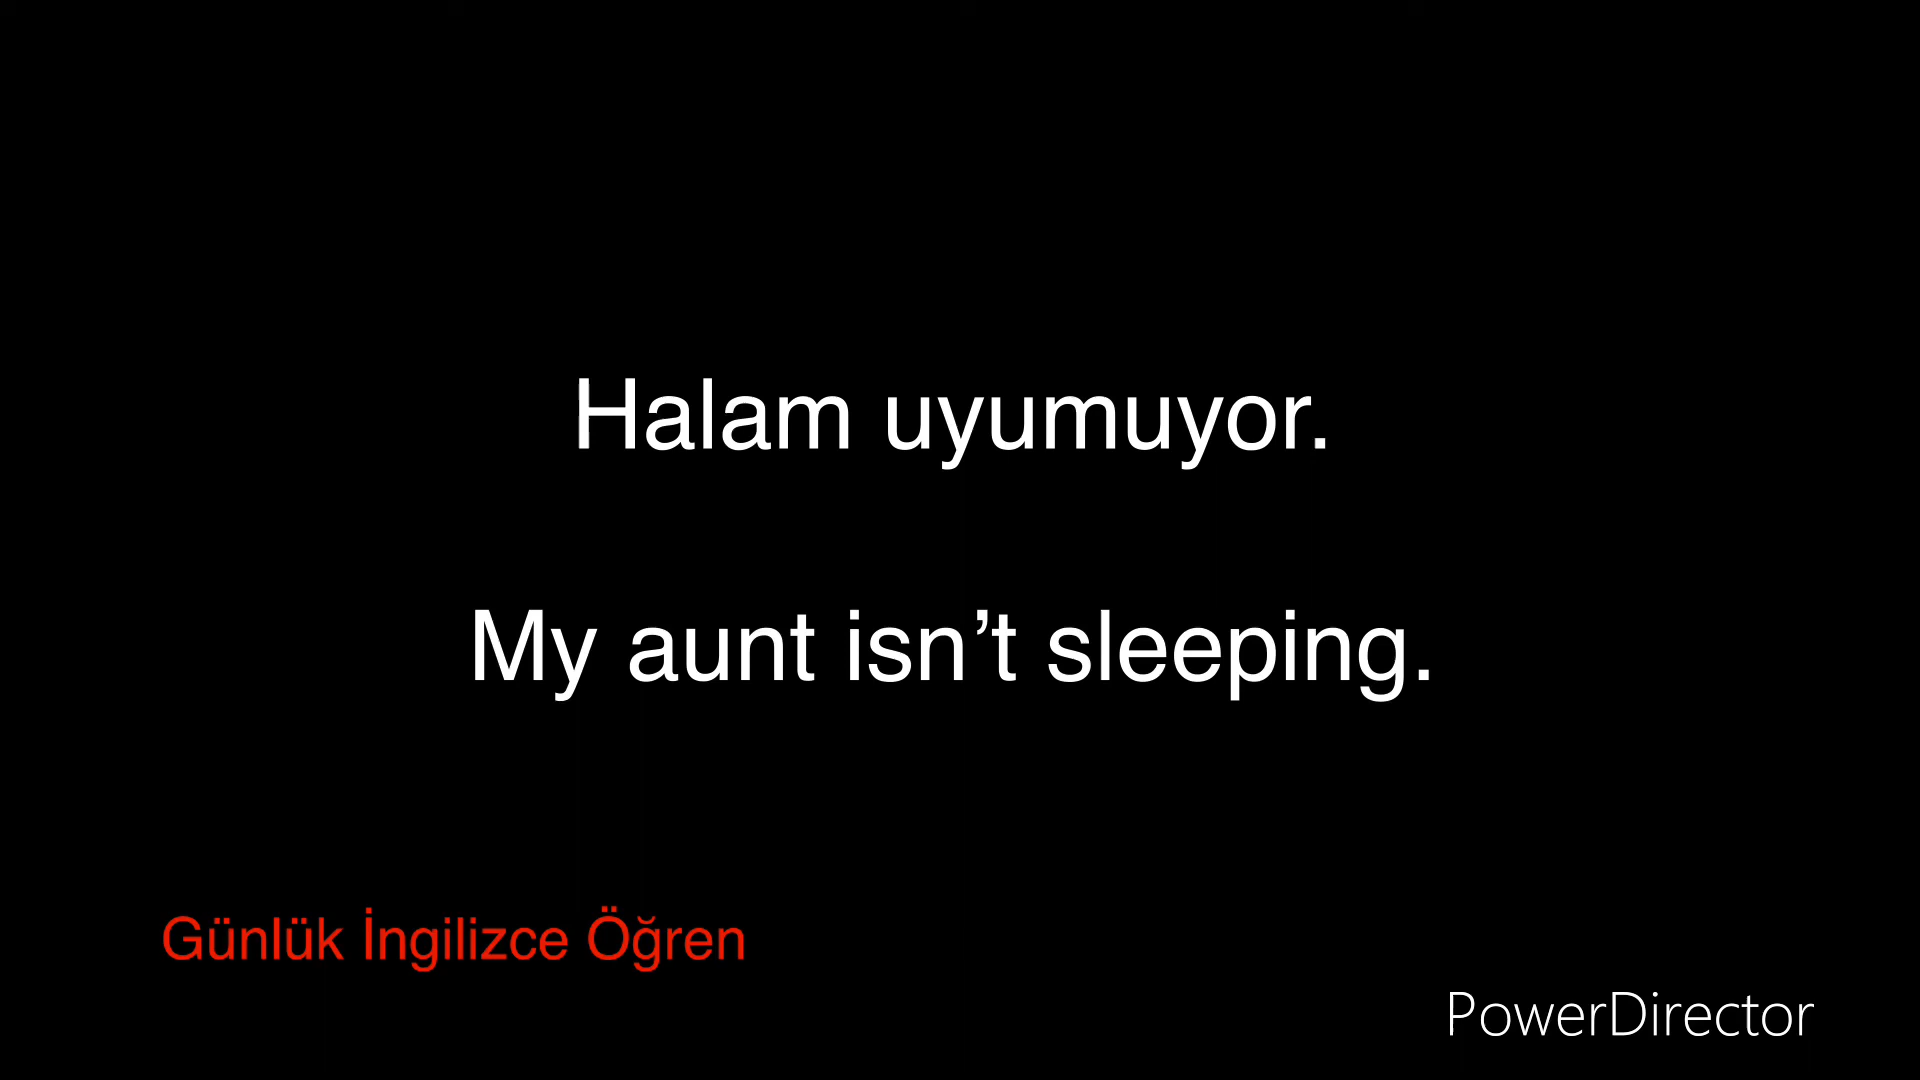 Halam uyumuyor.
My aunt isn’t sleeping.
Günlük İngilizce Öğren
PowerDirector